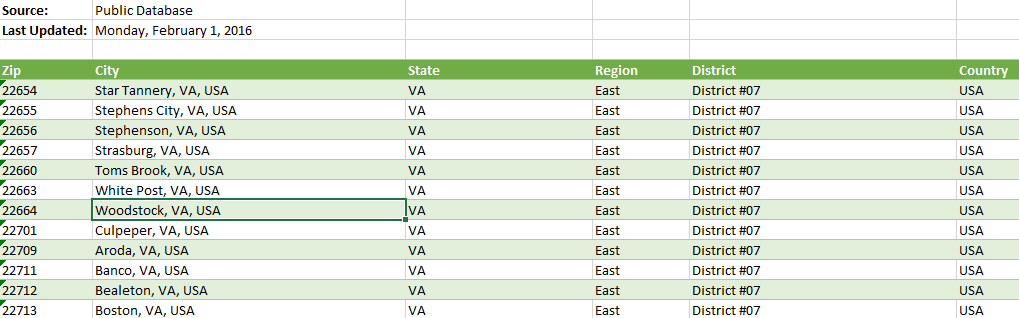 Source: Public Database
Last Updated: Monday, February 1, 2016
Zip City State Region District Country
22654 Star Tannery, VA, USA VA East District #07 USA
22655 Stephens City, VA, USA VA East District #07 USA
22656 Stephenson, VA, USA VA East District #07 USA
22657 Strasburg, VA, USA VA East District #07 USA
22660 Toms Brook, VA, USA VA East District #07 USA
22663 White Post, VA, USA VA East District #07 USA
22664 Woodstock, VA, USA VA East District #07 USA
22701 Culpeper, VA, USA VA East District #07 USA
22709 Aroda, VA, USA VA East District #07 USA
22711 Banco, VA, USA VA East District #07 USA
22712 Bealeton, VA, USA VA East District #07 USA
22713 Boston, VA, USA VA East District #07 USA